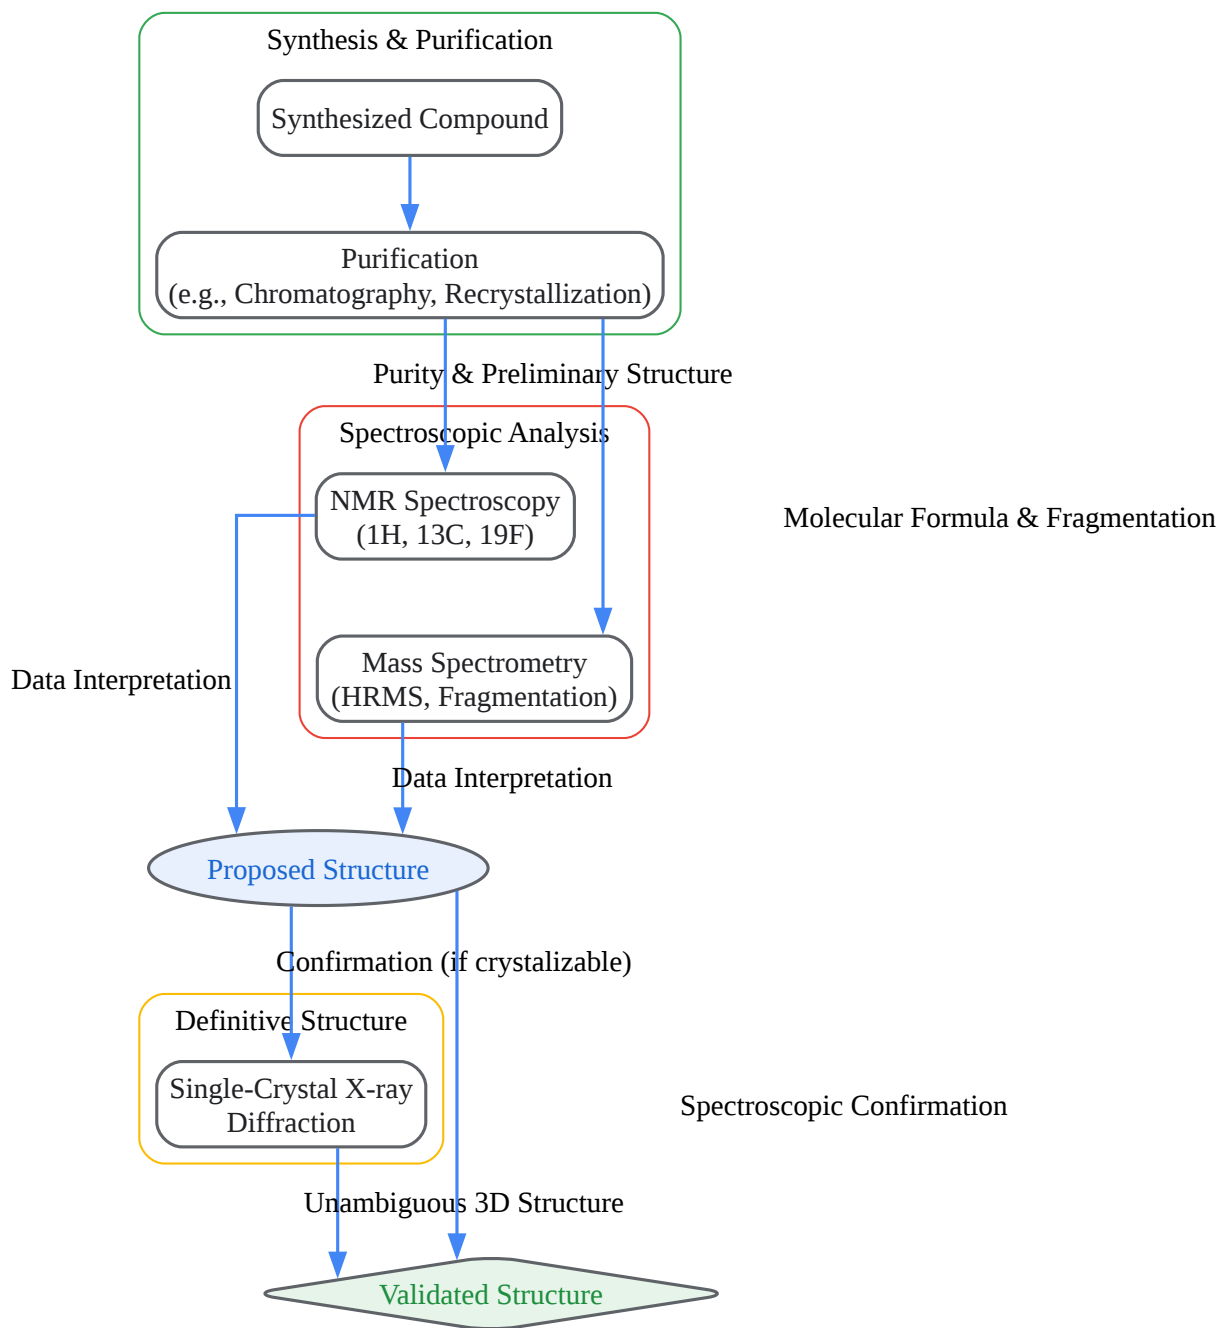 Synthesis & Purification
Synthesized Compound
Purification
(e.g., Chromatography, Recrystallization)
Purity & Preliminary Structure
Spectroscopic Analysis
NMR Spectroscopy
(1H, 13C, 19F)
Molecular Formula & Fragmentation
Mass Spectrometry
(HRMS, Fragmentation)
Data Interpretation
Data Interpretation
Proposed Structure
Confirmation (if crystalizable)
Definitive Structure
Single-Crystal X-ray
Diffraction
Spectroscopic Confirmation
Unambiguous 3D Structure
Validated Structure